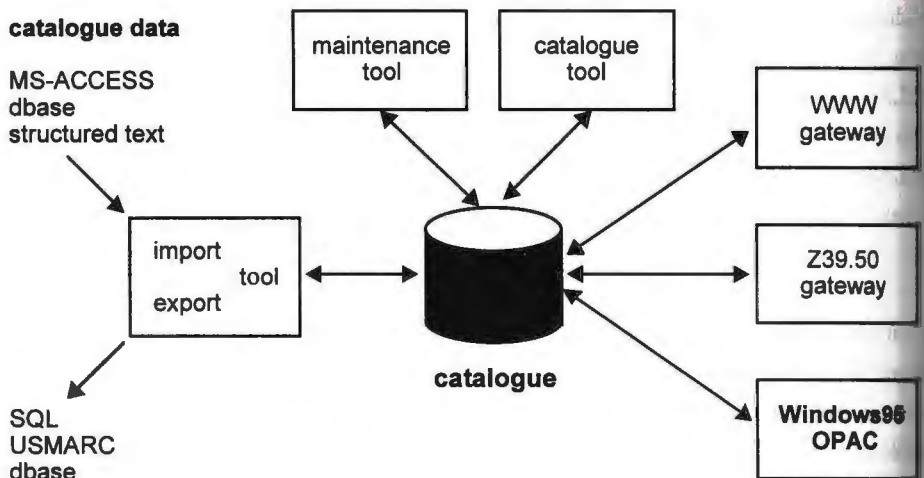 catalogue data
MS-ACCESS
dbase
structured text
maintenance
tool
catalogue
tool
WWW
gateway
import
tool
export
Z39.50
gateway
catalogue
Windows95
OPAC
SQL
USMARC
dbase